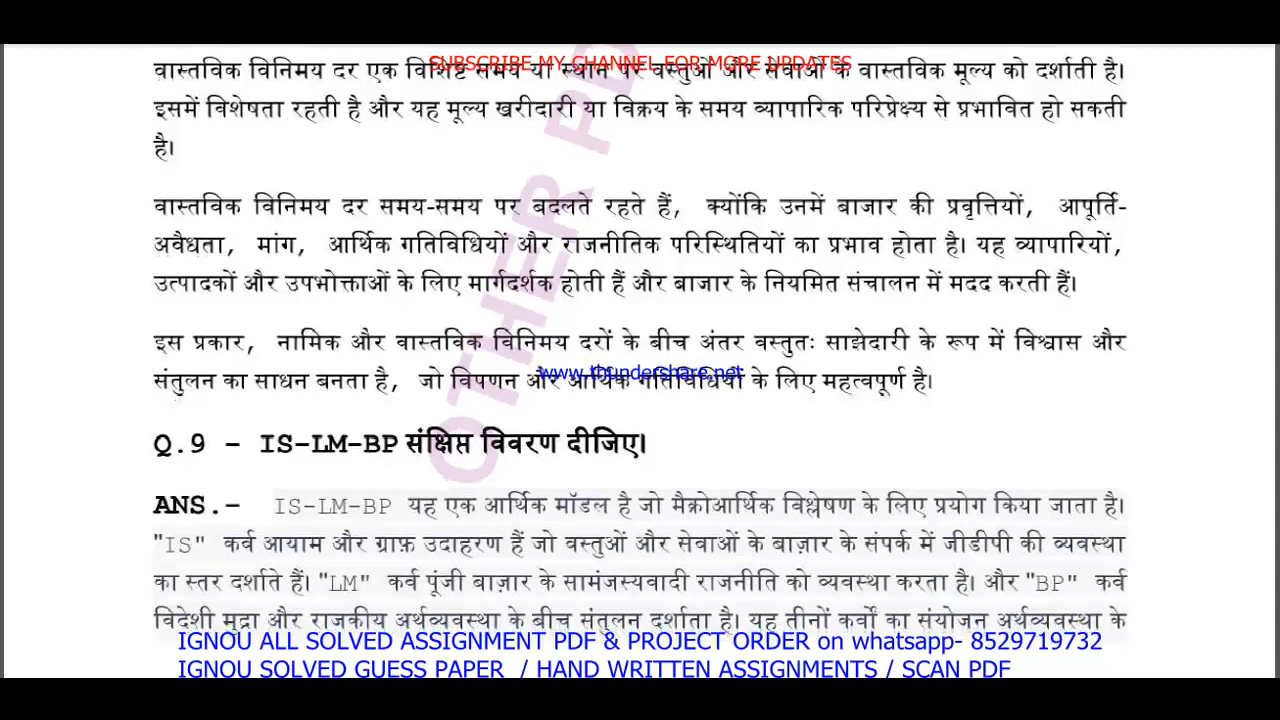 SUBSCRIBE MY CHANNEL FOR MORE UPDATES
वास्तविक विनिमय दर एक विशिष्ट समय या स्थान पर वस्तुओं और सेवाओं के वास्तविक मूल्य को दर्शाती है।
इसमें विशेषता रहती है और यह मूल्य खरीदारी या विक्रय के समय व्यापारिक परिप्रेक्ष्य से प्रभावित हो सकती
है।
वास्तविक विनिमय दर समय-समय पर बदलते रहते हैं, क्योंकि उनमें बाजार की प्रवृत्तियों, आपूर्ति-
अवैधता, मांग, आर्थिक गतिविधियों और राजनीतिक परिस्थितियों का प्रभाव होता है। यह व्यापारियों,
उत्पादकों और उपभोक्ताओं के लिए मार्गदर्शक होती हैं और बाजार के नियमित संचालन में मदद करती हैं।
इस प्रकार, नामिक और वास्तविक विनिमय दरों के बीच अंतर वस्तुतः साझेदारी के रूप में विश्वास और
संतुलन का साधन बनता है, जो विपणन और आर्थिक गतिविधियों के लिए महत्वपूर्ण है।
www.thundershare.net
Q.9 – IS-LM-BP संक्षिप्त विवरण दीजिए।
ANS.– IS-LM-BP यह एक आर्थिक मॉडल है जो मैक्रोआर्थिक विश्लेषण के लिए प्रयोग किया जाता है।
"IS" कर्व आयाम और ग्राफ़ उदाहरण हैं जो वस्तुओं और सेवाओं के बाज़ार के संपर्क में जीडीपी की व्यवस्था
का स्तर दर्शाते हैं। "LM" कर्व पूंजी बाज़ार के सामंजस्यवादी राजनीति को व्यवस्था करता है। और "BP" कर्व
विदेशी मुद्रा और राजकीय अर्थव्यवस्था के बीच संतुलन दर्शाता है। यह तीनों कर्वों का संयोजन अर्थव्यवस्था के
OTHER PD
IGNOU ALL SOLVED ASSIGNMENT PDF & PROJECT ORDER on whatsapp- 8529719732
IGNOU SOLVED GUESS PAPER / HAND WRITTEN ASSIGNMENTS / SCAN PDF